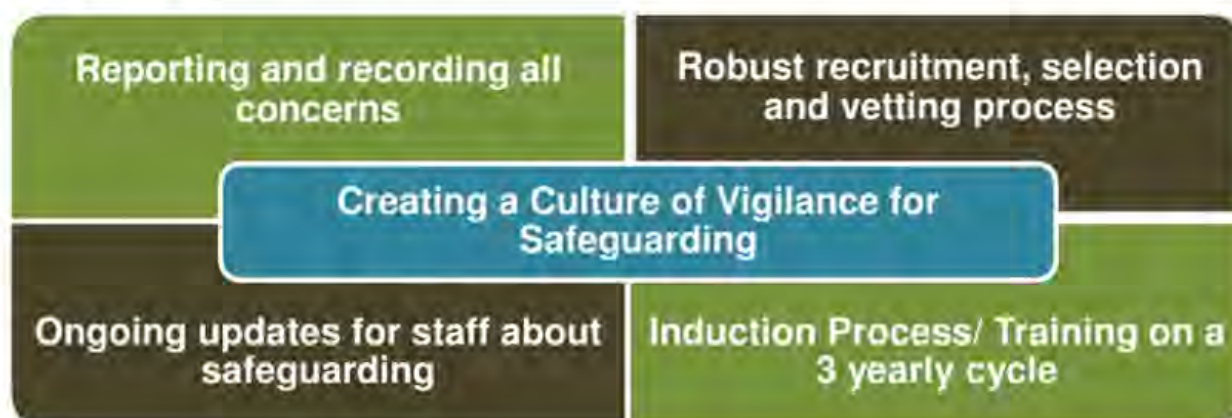 Reporting and recording all
concerns
Robust recruitment, selection
and vetting process
Creating a Culture of Vigilance for
Safeguarding
Ongoing updates for staff about
safeguarding
Induction Process/ Training on a
3 yearly cycle